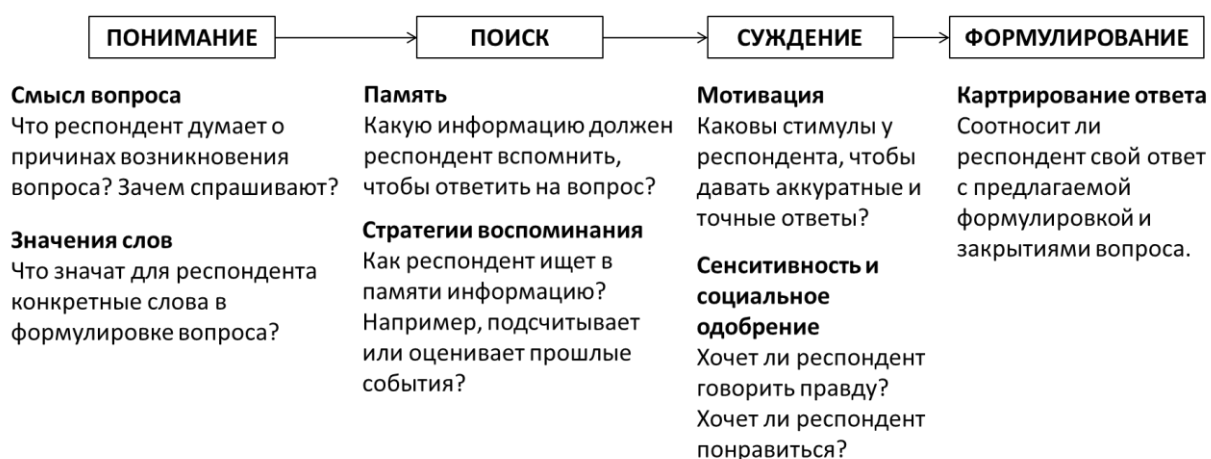 ПОНИМАНИЕ
ПОИСК
СУЖДЕНИЕ
ФОРМУЛИРОВАНИЕ
Смысл вопроса
Что респондент думает о
причинах возникновения
вопроса? Зачем спрашивают?
Значения слов
Что значат для респондента
конкретные слова в
формулировке вопроса?
Память
Какую информацию должен
респондент вспомнить,
чтобы ответить на вопрос?
Стратегии воспоминания
Как респондент ищет в
памяти информацию?
Например, подсчитывает
или оценивает прошлые
события?
Мотивация
Каковы стимулы у
респондента, чтобы
давать аккуратные и
точные ответы?
Сенситивность и
социальное
одобрение
Хочет ли респондент
говорить правду?
Хочет ли респондент
понравиться?
Картрирование ответа
Соотносит ли
респондент свой ответ
с предлагаемой
формулировкой и
закрытиями вопроса.